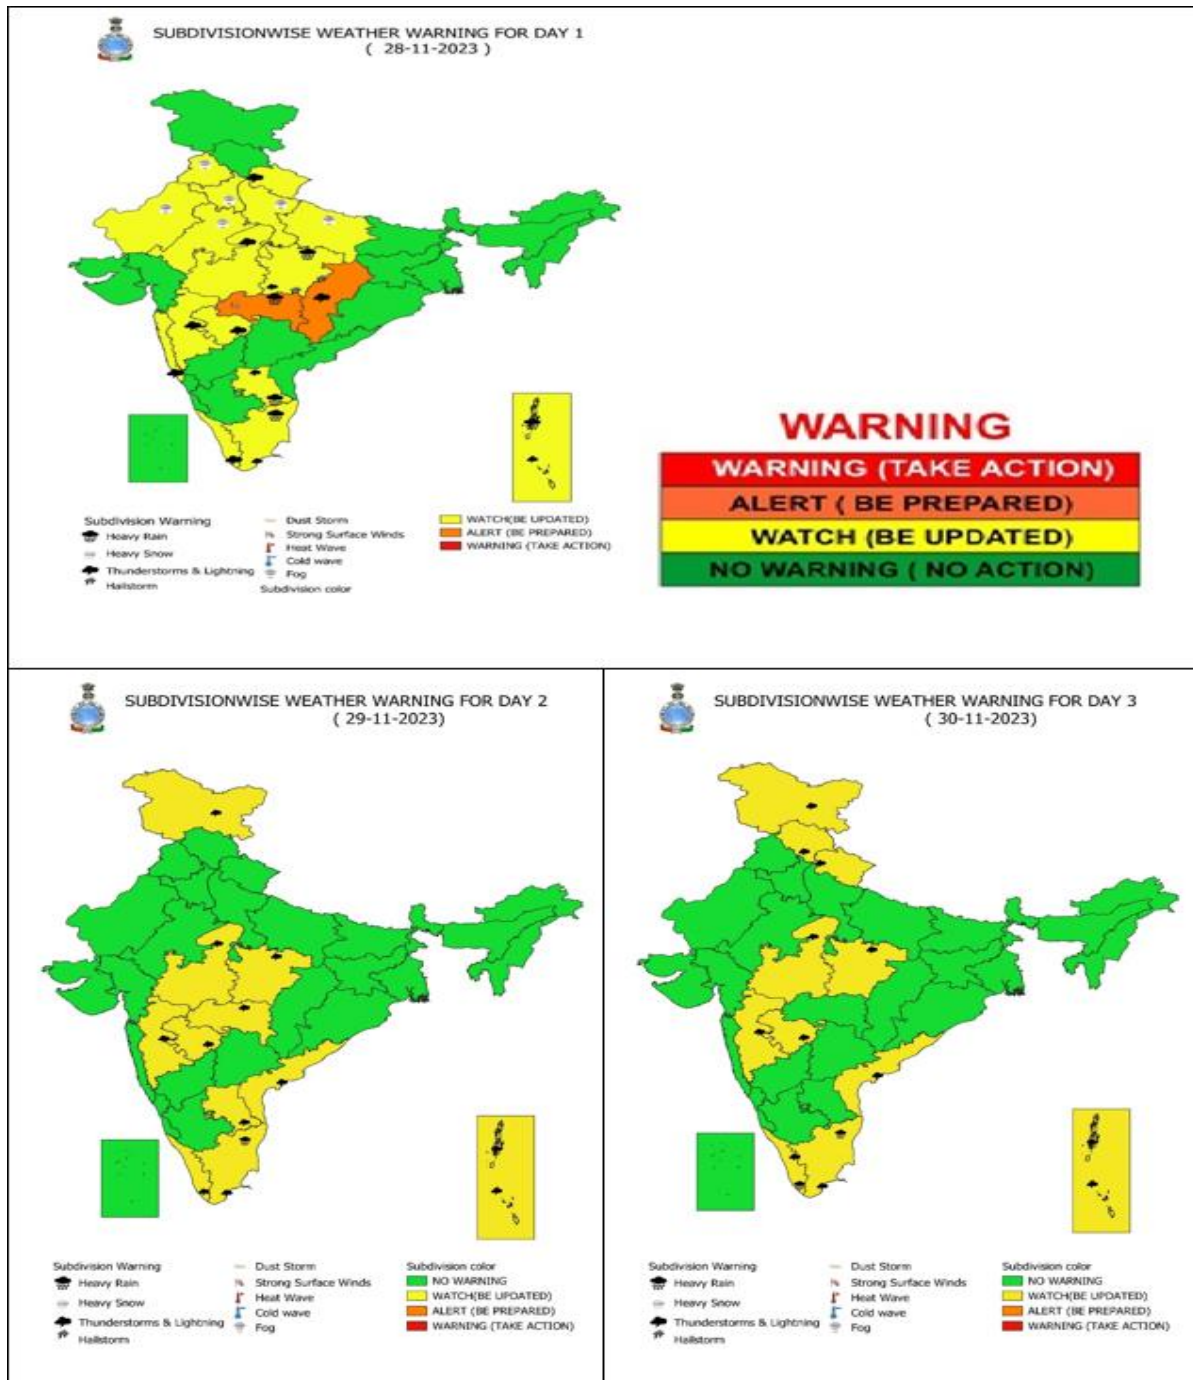 SUBDIVISIONWISE WEATHER WARNING FOR DAY 1
( 28-11-2023 )
WARNING
WARNING (TAKE ACTION)
ALERT ( BE PREPARED)
WATCH (BE UPDATED)
NO WARNING ( NO ACTION)
Subdivision Warning
Heavy Rain
Heavy Snow
Thunderstorms & Lightning
Hailstorm
Dust Storm
Strong Surface Winds
Heat Wave
Cold wave
Fog
Subdivision color
WATCH(BE UPDATED)
ALERT (BE PREPARED)
WARNING (TAKE ACTION)
SUBDIVISIONWISE WEATHER WARNING FOR DAY 2
( 29-11-2023)
Subdivision Warning
Heavy Rain
Heavy Snow
Thunderstorms & Lightning
Hailstorm
Dust Storm
Strong Surface Winds
Heat Wave
Cold wave
Fog
Subdivision color
NO WARNING
WATCH(BE UPDATED)
ALERT (BE PREPARED)
WARNING (TAKE ACTION)
SUBDIVISIONWISE WEATHER WARNING FOR DAY 3
( 30-11-2023)
Subdivision Warning
Heavy Rain
Heavy Snow
Thunderstorms & Lightning
Hailstorm
Dust Storm
Strong Surface Winds
Heat Wave
Cold wave
Fog
Subdivision color
NO WARNING
WATCH(BE UPDATED)
ALERT (BE PREPARED)
WARNING (TAKE ACTION)